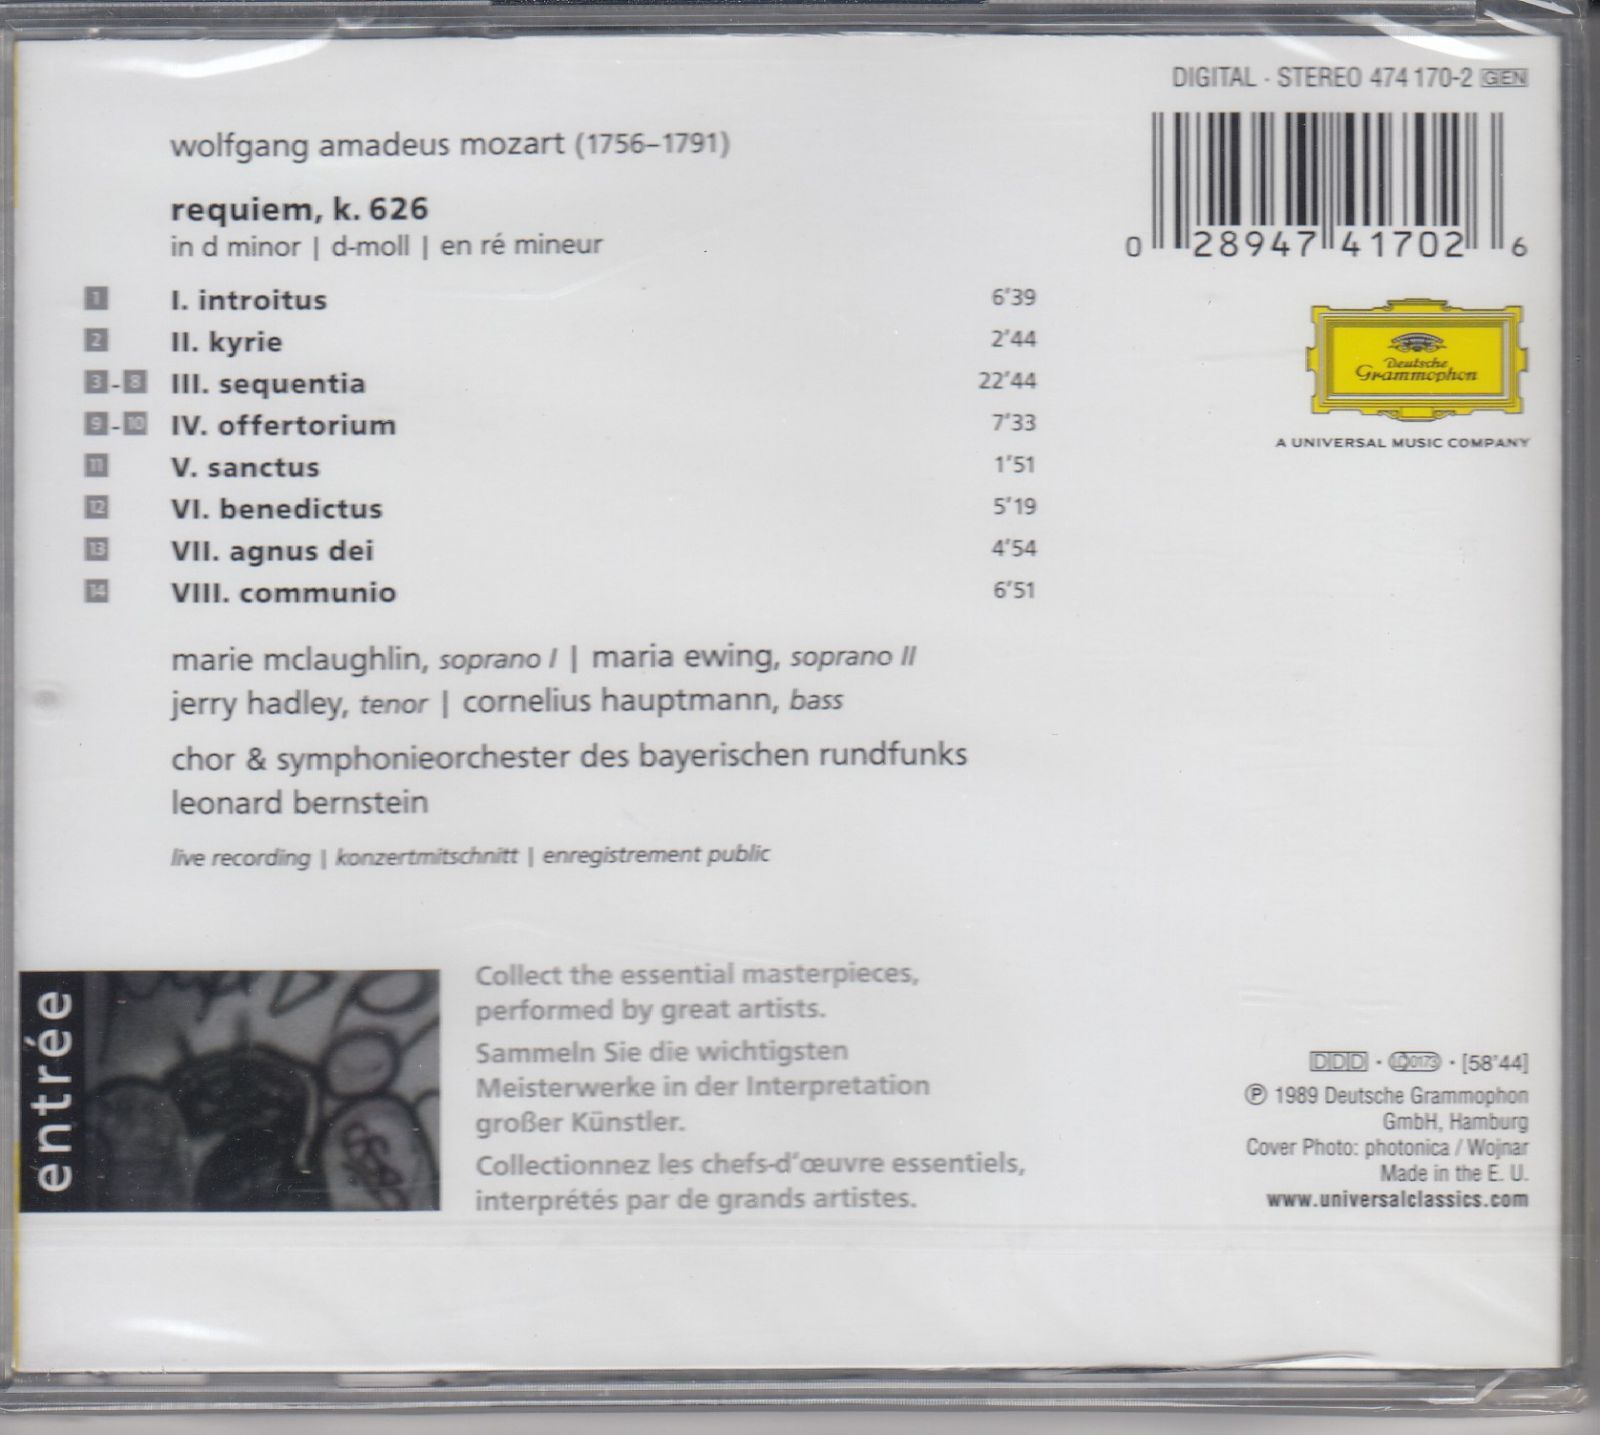 DIGITAL · STEREO 474 170-2 GEN
wolfgang amadeus mozart (1756–1791)
requiem, k. 626
in d minor | d-moll | en ré mineur
0 28947 41702 6
1 I. introitus 6'39
2 II. kyrie 2'44
3 - 8 III. sequentia 22'44
9 - 10 IV. offertorium 7'33
11 V. sanctus 1'51
12 VI. benedictus 5'19
13 VII. agnus dei 4'54
14 VIII. communio 6'51
Deutsche
Grammophon
A UNIVERSAL MUSIC COMPANY
marie mclaughlin, soprano I | maria ewing, soprano II
jerry hadley, tenor | cornelius hauptmann, bass
chor & symphonieorchester des bayerischen rundfunks
leonard bernstein
live recording | konzertmitschnitt | enregistrement public
entrée
Collect the essential masterpieces,
performed by great artists.
Sammeln Sie die wichtigsten
Meisterwerke in der Interpretation
großer Künstler.
Collectionnez les chefs-d'œuvre essentiels,
interprétés par de grands artistes.
DDD · LC 0173 · [58'44]
℗ 1989 Deutsche Grammophon
GmbH, Hamburg
Cover Photo: photonica / Wojnar
Made in the E. U.
www.universalclassics.com